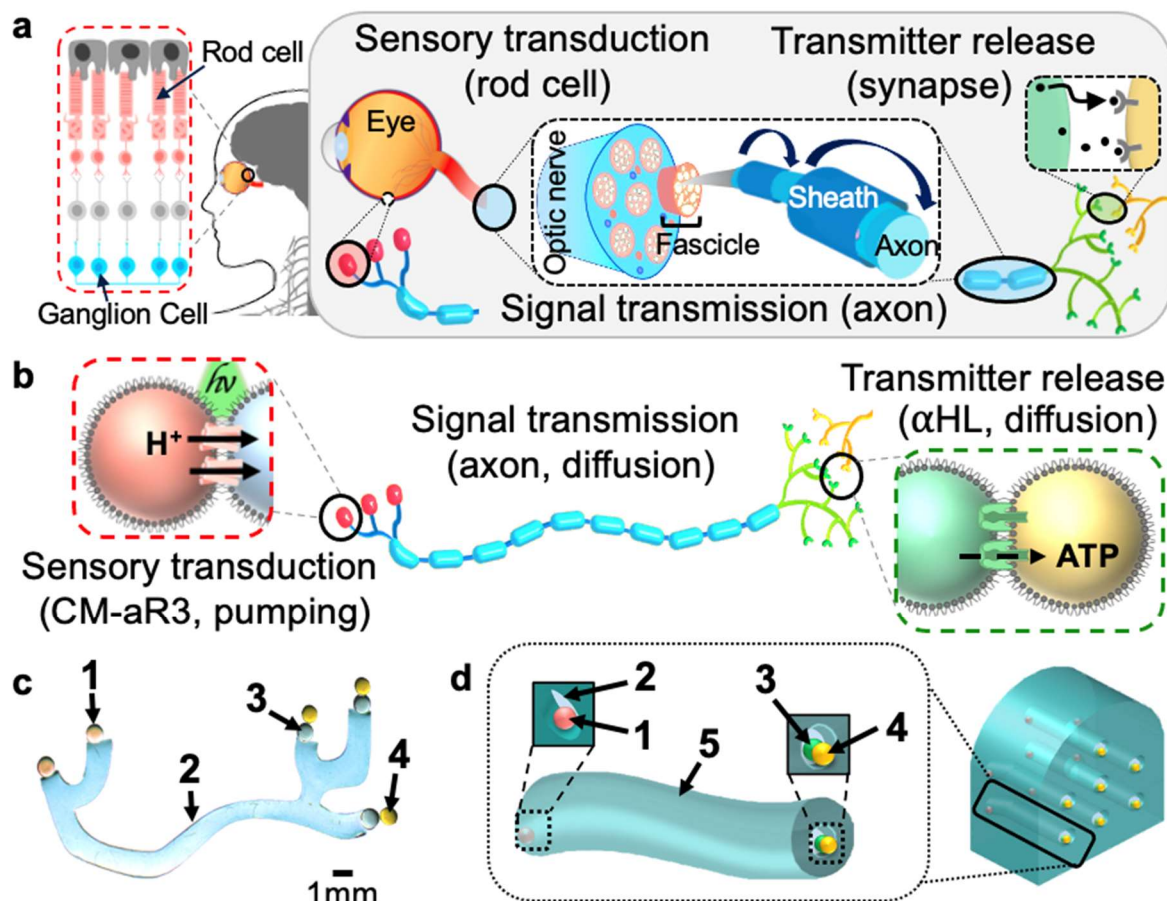 a
Rod cell
Ganglion Cell
Sensory transduction
(rod cell)
Transmitter release
(synapse)
Eye
Optic nerve
Fascicle
Sheath
Axon
Signal transmission (axon)
b
hν
H⁺
Sensory transduction
(CM-aR3, pumping)
Signal transmission
(axon, diffusion)
Transmitter release
(αHL, diffusion)
ATP
c
1
2
3
4
1mm
d
2
1
3
4
5